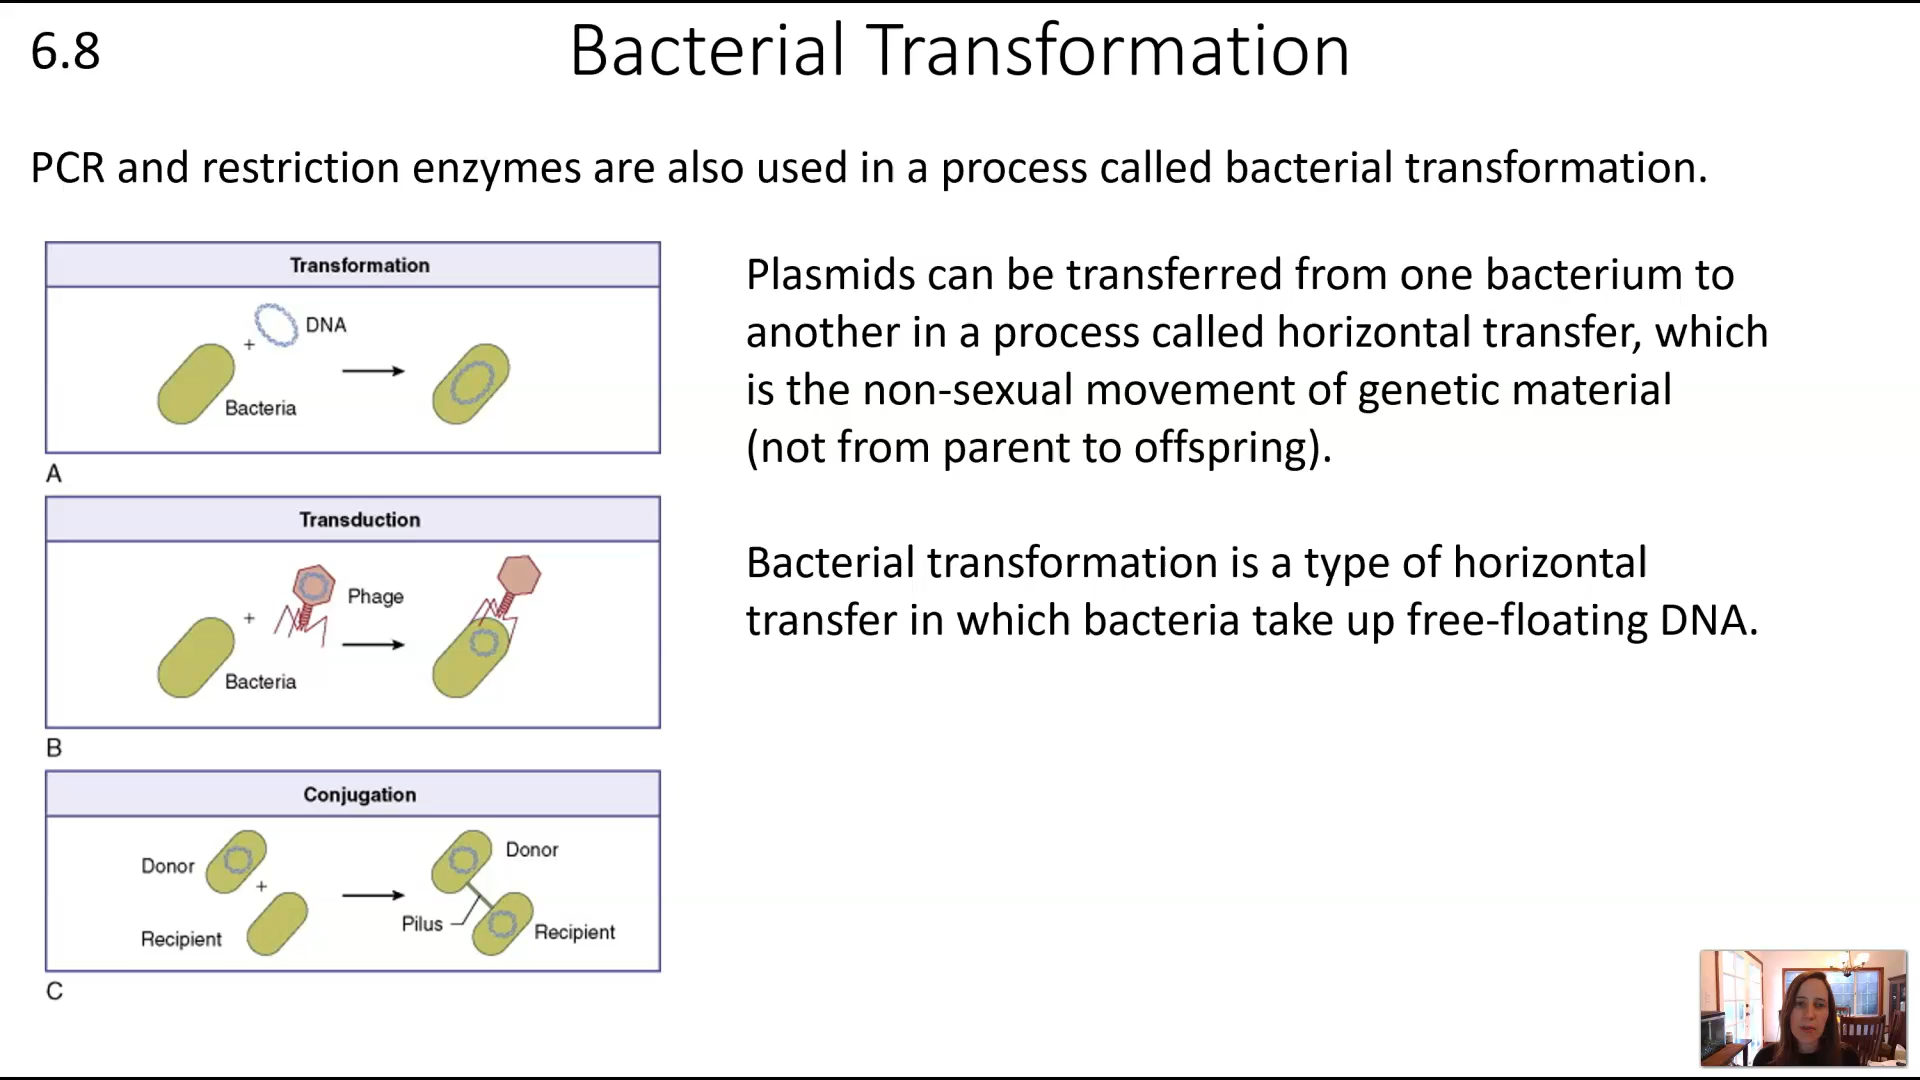 6.8
Bacterial Transformation
PCR and restriction enzymes are also used in a process called bacterial transformation.
Transformation
DNA
+
Bacteria
A
Transduction
Phage
+
Bacteria
B
Conjugation
Donor
+
Recipient
Donor
Pilus
Recipient
C
Plasmids can be transferred from one bacterium to
another in a process called horizontal transfer, which
is the non-sexual movement of genetic material
(not from parent to offspring).
Bacterial transformation is a type of horizontal
transfer in which bacteria take up free-floating DNA.